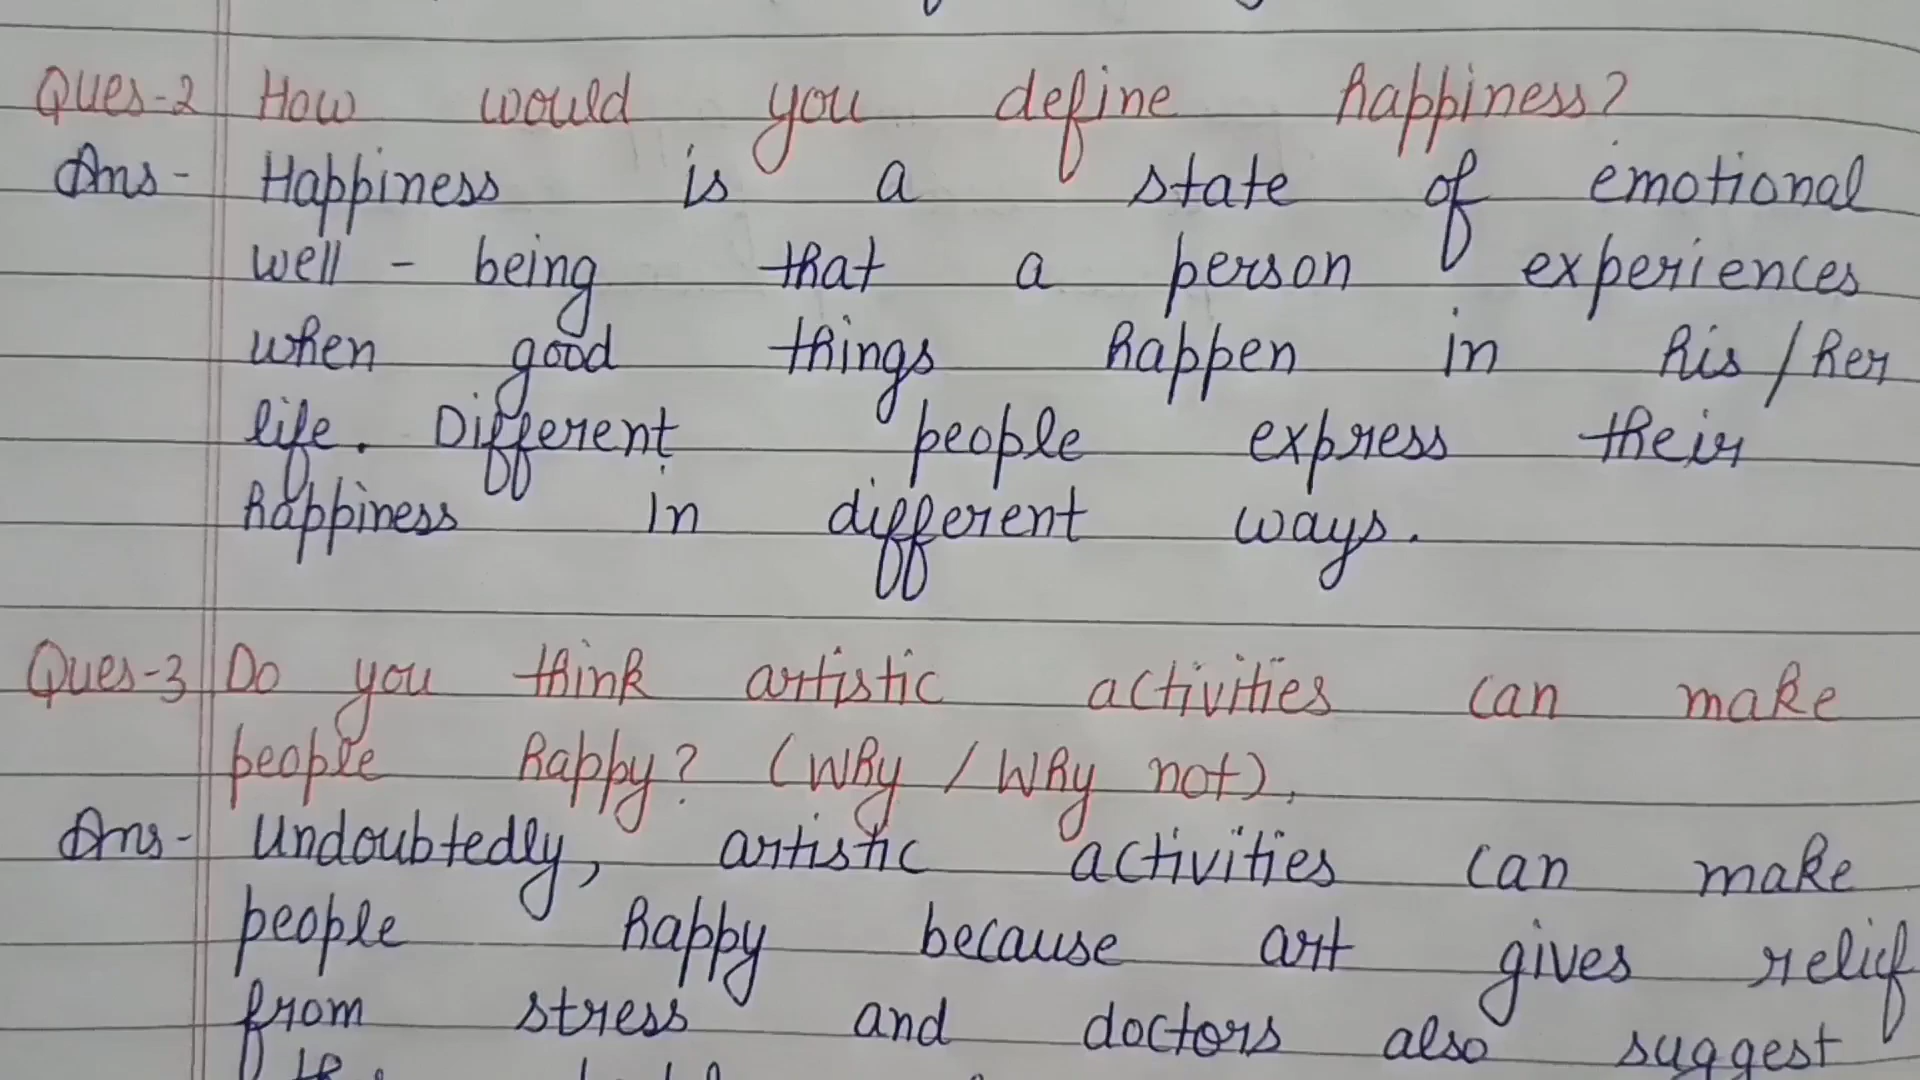 Ques-2 How would you define happiness?
Ans- Happiness is a state of emotional
well-being that a person experiences
when good things happen in his/her
life. Different people express their
happiness in different ways.
Ques-3 Do you think artistic activities can make
people happy? (Why / Why not).
Ans- Undoubtedly, artistic activities can make
people happy because art gives relief
from stress and doctors also suggest